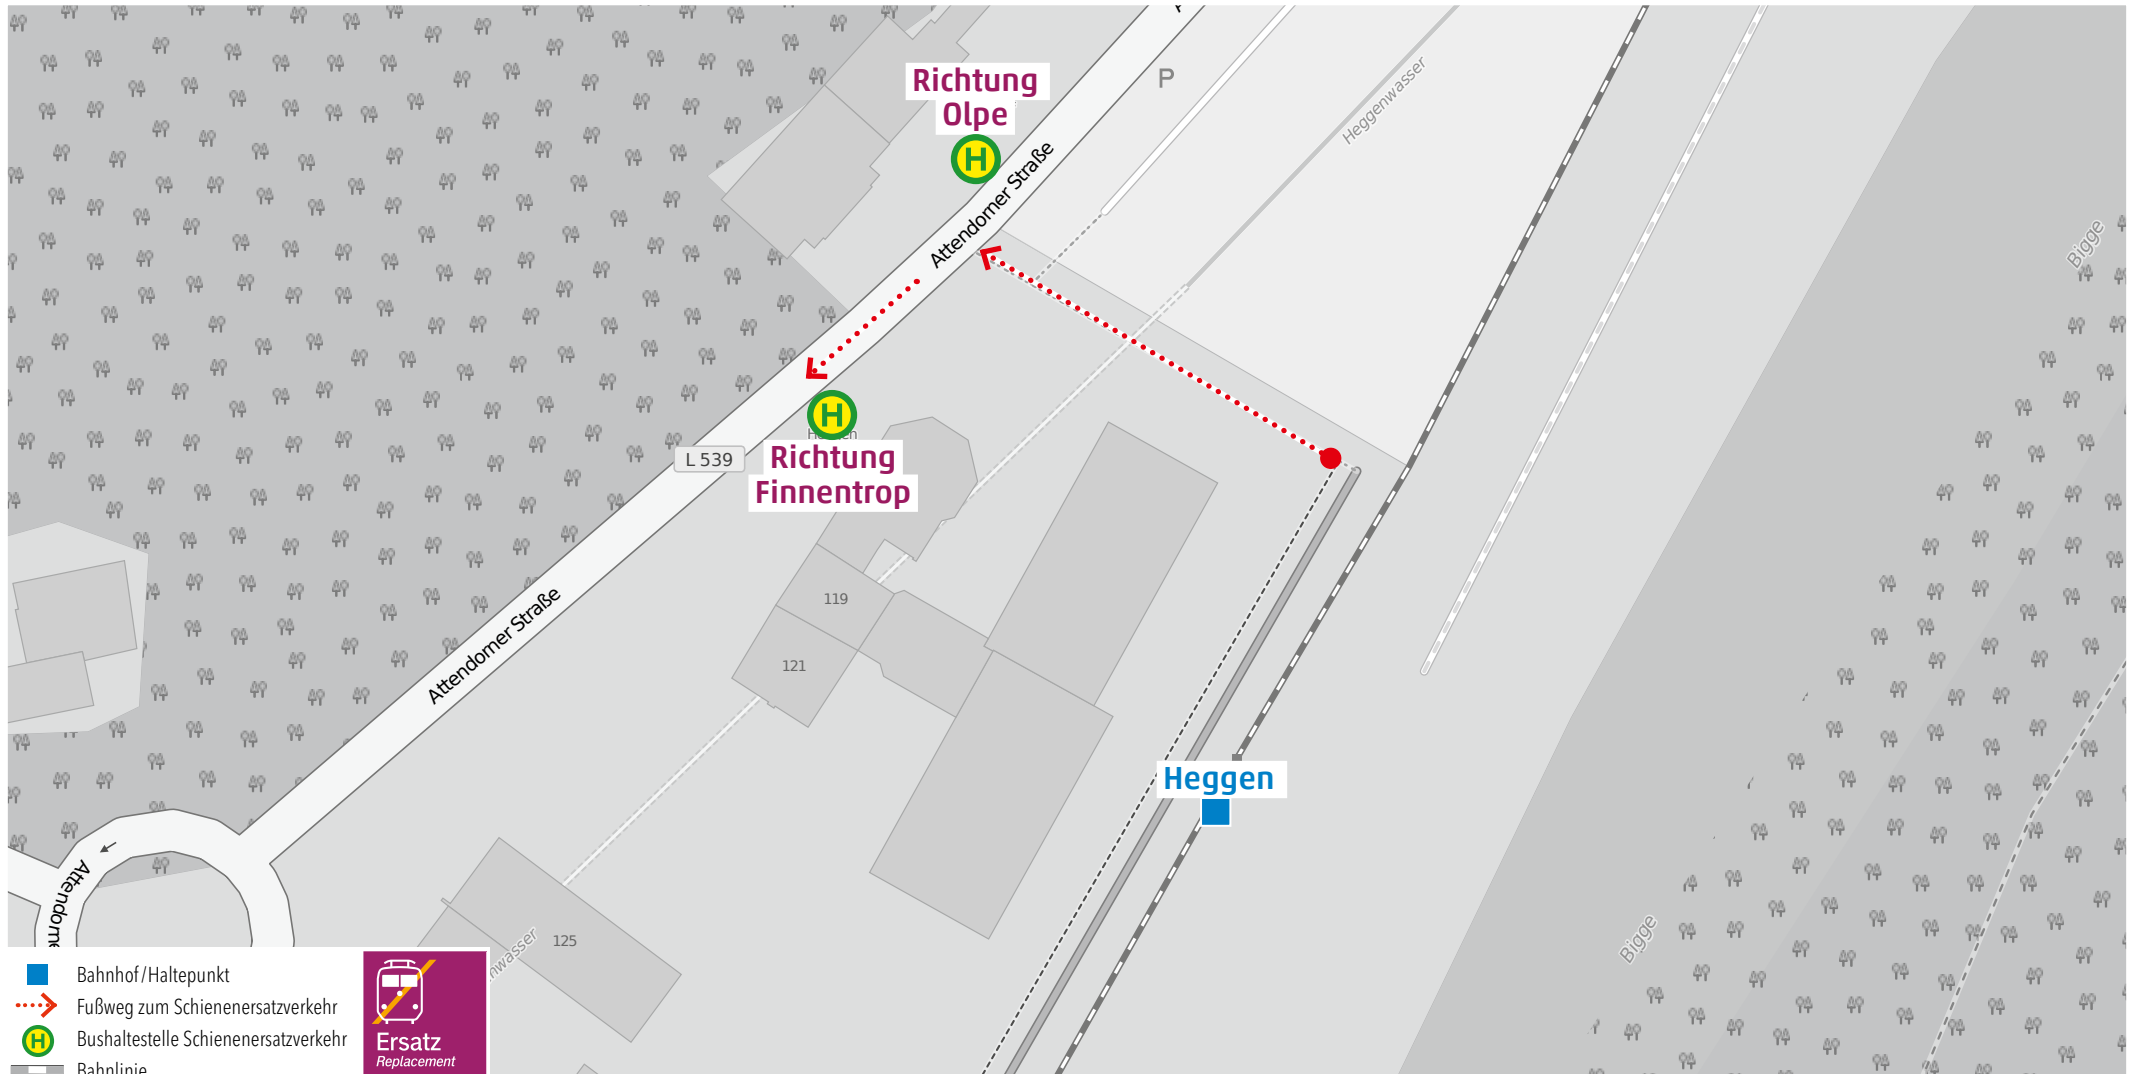 Richtung
Olpe
H
P
Heggenwasser
Attendorner Straße
Bigge
H
L 539
Richtung
Finnentrop
119
121
Attendorner Straße
Heggen
125
Bigge
Bahnhof/Haltepunkt
Fußweg zum Schienenersatzverkehr
H Bushaltestelle Schienenersatzverkehr
Bahnlinie
Ersatz
Replacement